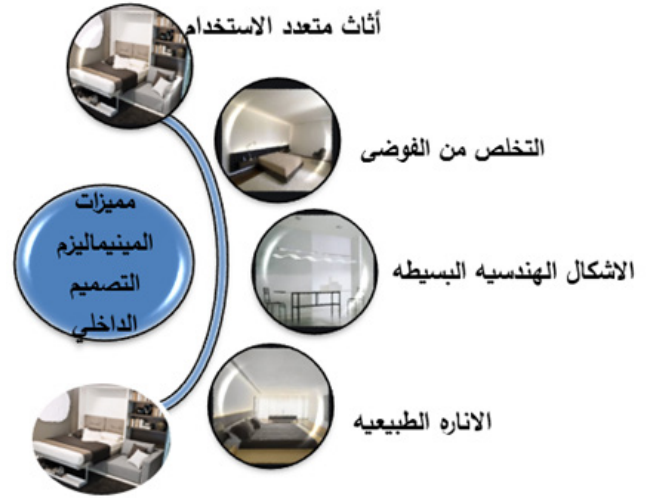 أثاث متعدد الاستخدام
التخلص من الفوضى
مميزات
المينيماليزم
التصميم
الداخلي
الاشكال الهندسيه البسيطه
الاناره الطبيعيه